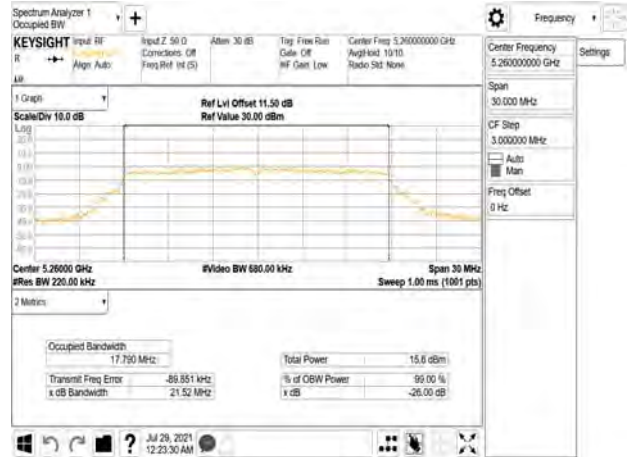 Spectrum Analyzer 1
Occupied BW
Frequency
KEYSIGHT
Input: RF
Input Z: 50 Ω
Atten: 30 dB
Trig: Free Run
Center Freq: 5.260000000 GHz
R
Corrections: Off
Gate: Off
Avg|Hold: 10/10
Align: Auto
Freq Ref: Int (S)
#IF Gain: Low
Radio Std: None
Center Frequency
5.260000000 GHz
Settings
Span
30.000 MHz
CF Step
3.000000 MHz
Auto
Man
Freq Offset
0 Hz
1 Graph
Scale/Div 10.0 dB
Ref Lvl Offset 11.50 dB
Ref Value 30.00 dBm
Log
Center 5.26000 GHz
#Video BW 680.00 kHz
Span 30 MHz
#Res BW 220.00 kHz
Sweep 1.00 ms (1001 pts)
2 Metrics
Occupied Bandwidth
17.790 MHz
Total Power
15.6 dBm
Transmit Freq Error
-89.851 kHz
% of OBW Power
99.00 %
x dB Bandwidth
21.52 MHz
x dB
-26.00 dB
?
Jul 29, 2021
12:23:30 AM